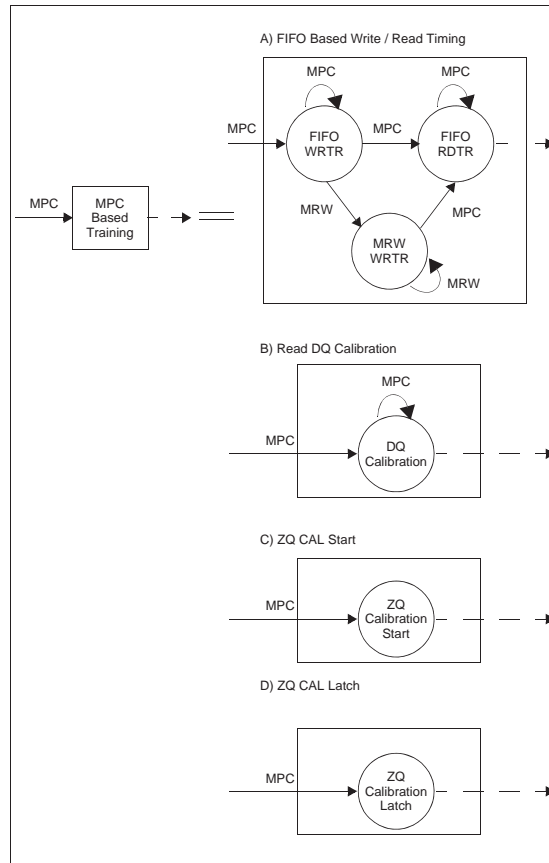 A) FIFO Based Write / Read Timing
MPC
MPC
MPC
FIFO
WRTR
MPC
FIFO
RDTR
MPC
MPC
Based
Training
MRW
MPC
MRW
WRTR
MRW
B) Read DQ Calibration
MPC
MPC
DQ
Calibration
C) ZQ CAL Start
MPC
ZQ
Calibration
Start
D) ZQ CAL Latch
MPC
ZQ
Calibration
Latch